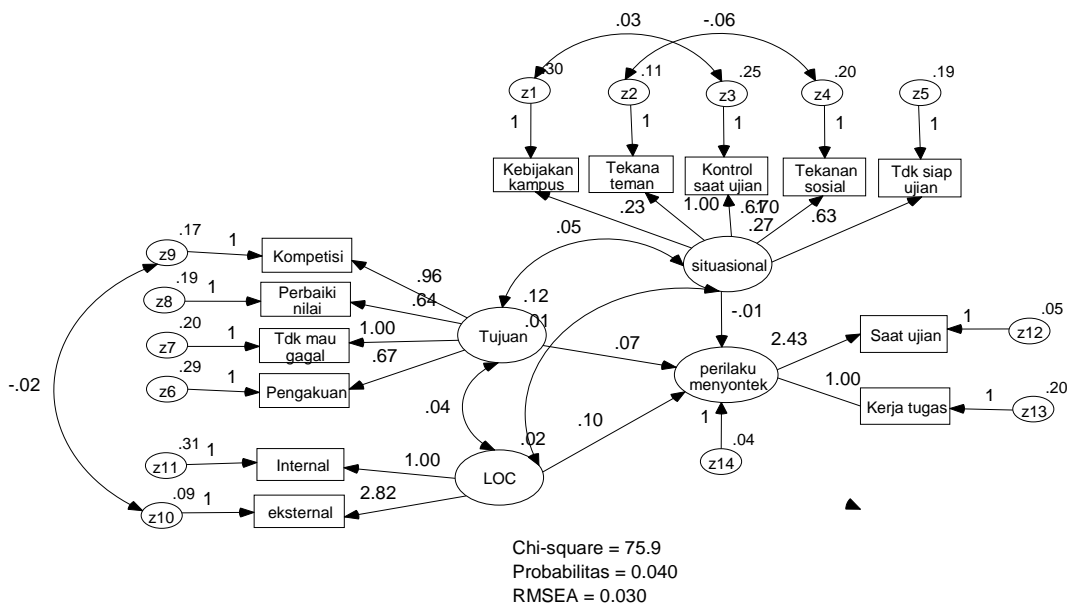 .03
-.06
.30
.11
.25
.20
.19
z1
z2
z3
z4
z5
1
1
1
1
1
Kebijakan
kampus
Tekana
teman
Kontrol
saat ujian
Tekanan
sosial
Tdk siap
ujian
.23
1.00
.61
.70
.27
.63
.05
situasional
.17
z9
1
Kompetisi
.96
.19
z8
1
Perbaiki
nilai
.64
.12
.01
-.01
.20
z7
1
Tdk mau
gagal
1.00
Tujuan
.07
perilaku
menyontek
2.43
Saat ujian
1
.05
z12
.29
z6
1
Pengakuan
.67
-.02
.04
.10
1
1.00
Kerja tugas
1
.20
z13
.04
z14
.31
z11
1
Internal
1.00
.02
LOC
.09
z10
1
eksternal
2.82
Chi-square = 75.9
Probabilitas = 0.040
RMSEA = 0.030